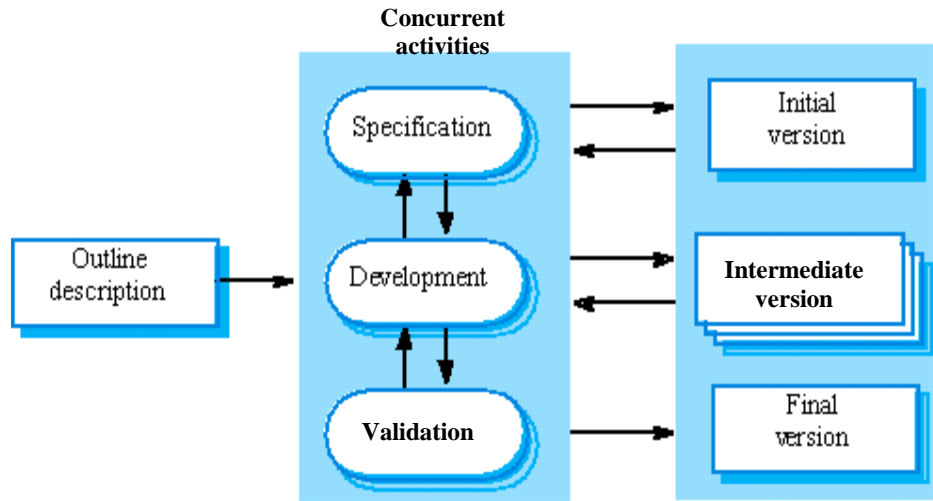 Concurrent
activities
Specification
Initial
version
Outline
description
Development
Intermediate
version
Validation
Final
version